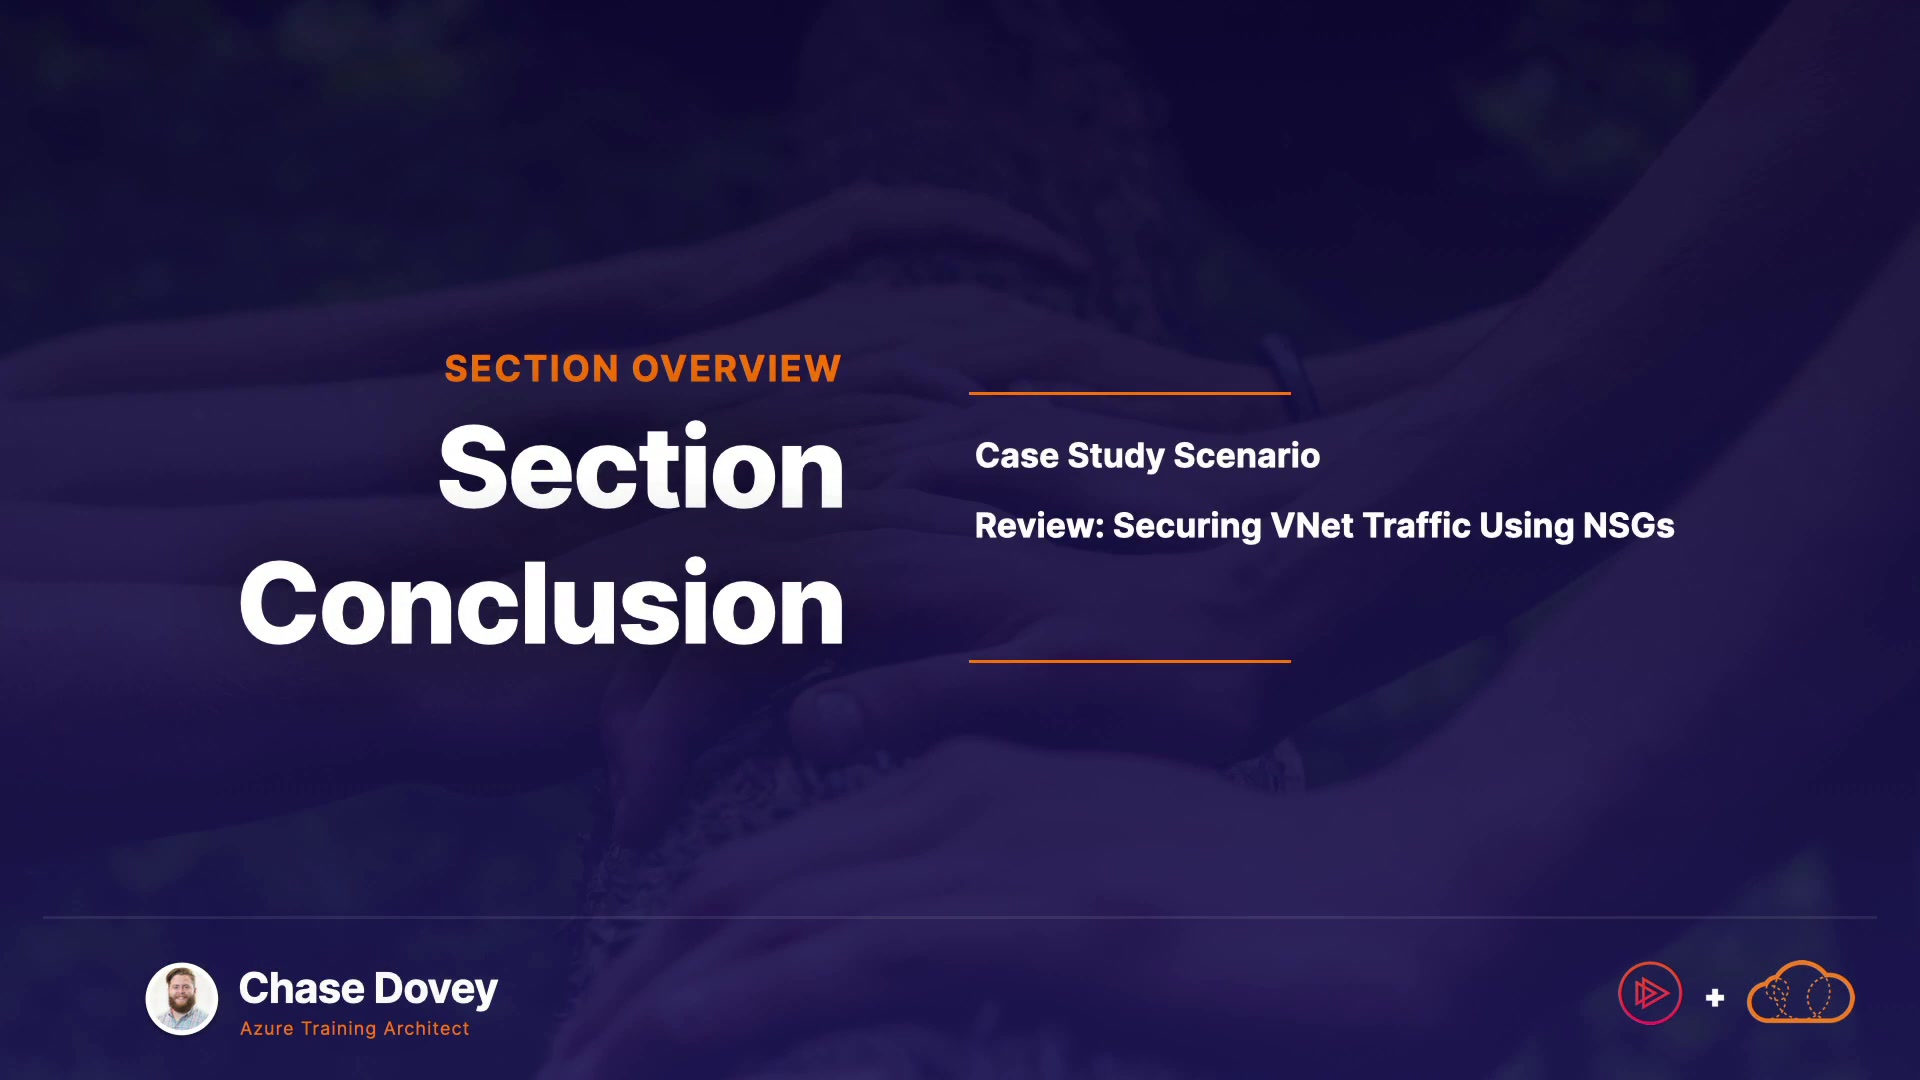 SECTION OVERVIEW
Section
Conclusion
Case Study Scenario
Review: Securing VNet Traffic Using NSGs
Chase Dovey
Azure Training Architect